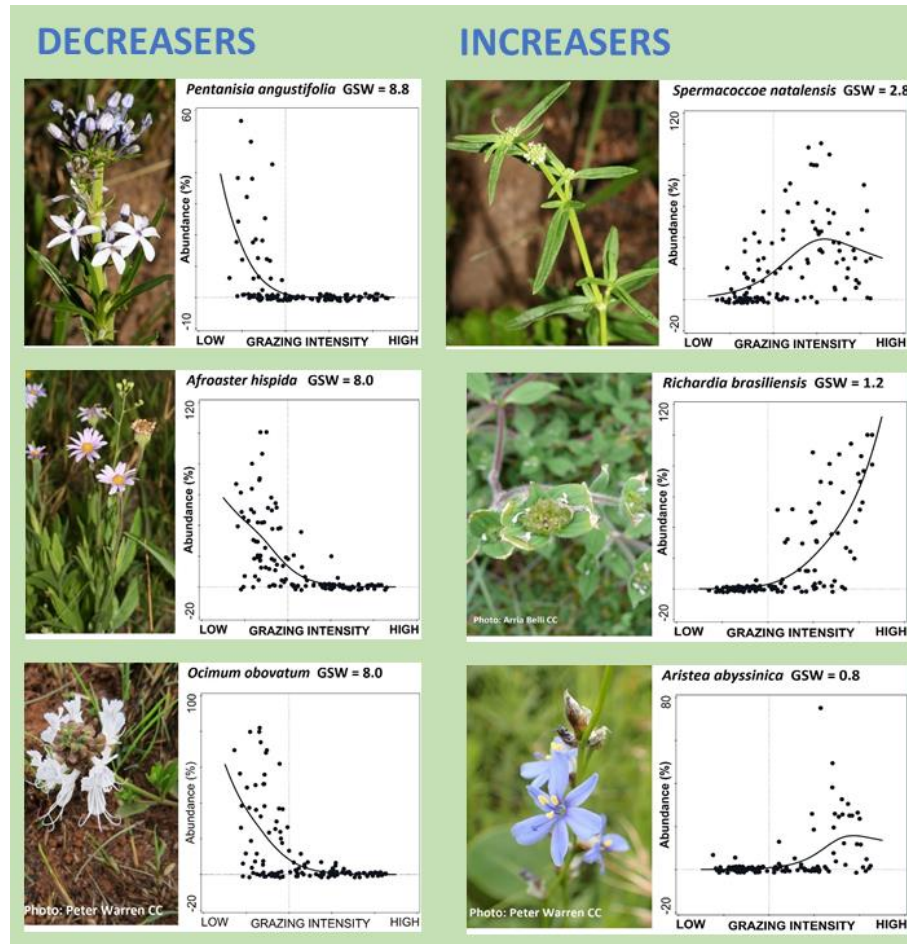 DECREASERS
INCREASERS
Pentanisia angustifolia GSW = 8.8
60
Abundance (%)
-10
LOW GRAZING INTENSITY HIGH
Spermacoccoe natalensis GSW = 2.8
120
Abundance (%)
-20
LOW GRAZING INTENSITY HIGH
Afroaster hispida GSW = 8.0
120
Abundance (%)
-20
LOW GRAZING INTENSITY HIGH
Richardia brasiliensis GSW = 1.2
120
Abundance (%)
-20
LOW GRAZING INTENSITY HIGH
Photo: Arria Belli CC
Ocimum obovatum GSW = 8.0
100
Abundance (%)
-20
LOW GRAZING INTENSITY HIGH
Photo: Peter Warren CC
Aristea abyssinica GSW = 0.8
80
Abundance (%)
-20
LOW GRAZING INTENSITY HIGH
Photo: Peter Warren CC